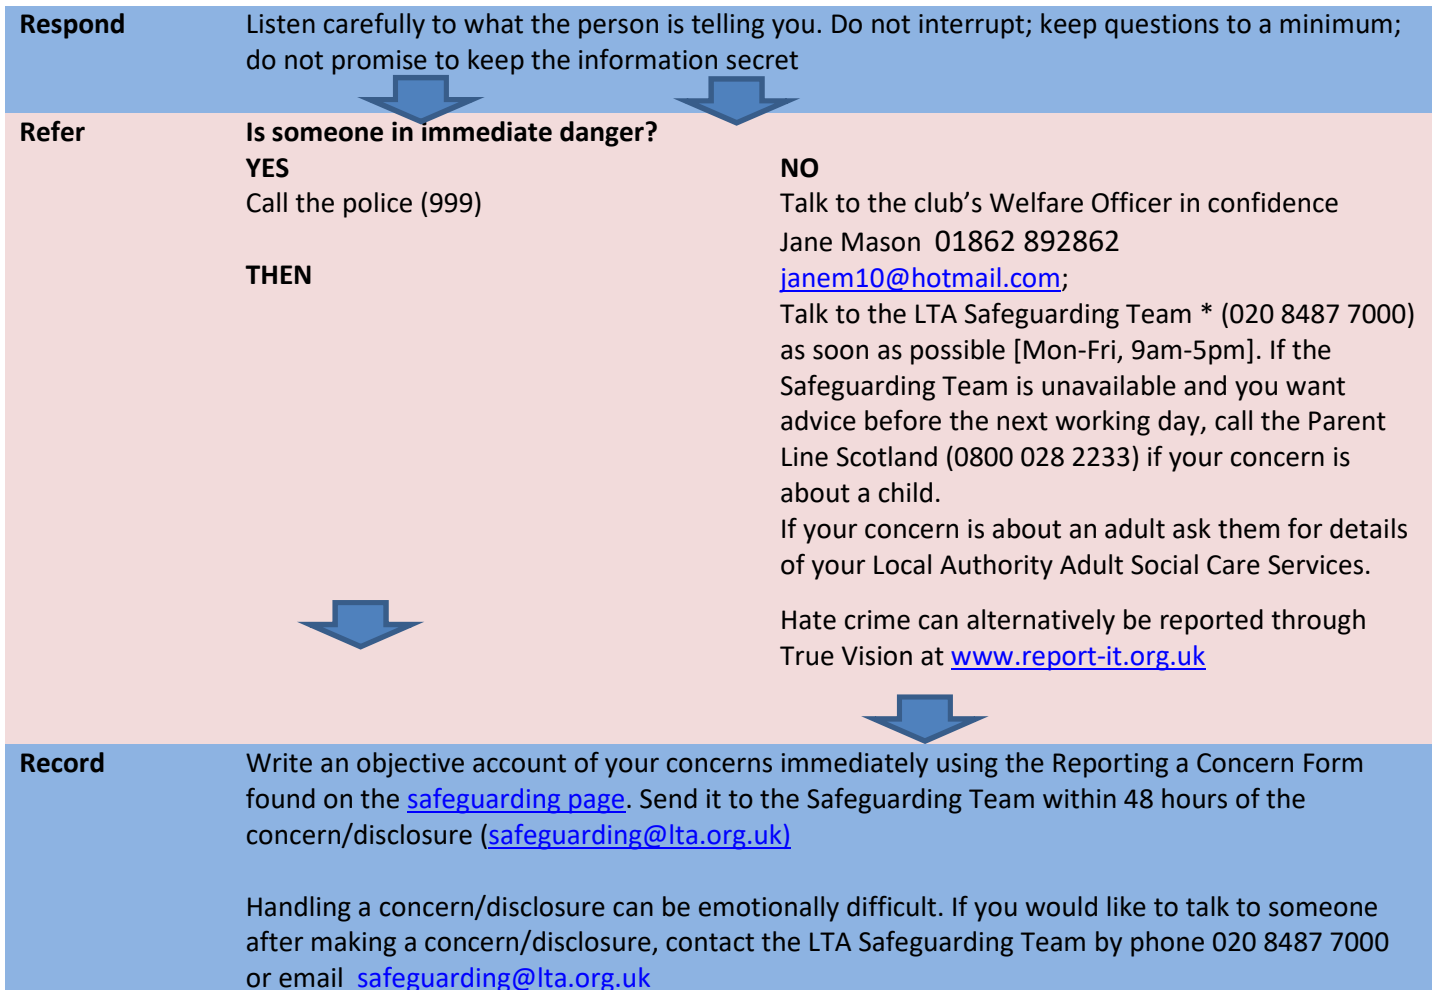 Respond
Listen carefully to what the person is telling you. Do not interrupt; keep questions to a minimum;
do not promise to keep the information secret
Refer
Is someone in immediate danger?
YES
Call the police (999)
THEN
NO
Talk to the club’s Welfare Officer in confidence
Jane Mason 01862 892862
janem10@hotmail.com;
Talk to the LTA Safeguarding Team * (020 8487 7000)
as soon as possible [Mon-Fri, 9am-5pm]. If the
Safeguarding Team is unavailable and you want
advice before the next working day, call the Parent
Line Scotland (0800 028 2233) if your concern is
about a child.
If your concern is about an adult ask them for details
of your Local Authority Adult Social Care Services.
Hate crime can alternatively be reported through
True Vision at www.report-it.org.uk
Record
Write an objective account of your concerns immediately using the Reporting a Concern Form
found on the safeguarding page. Send it to the Safeguarding Team within 48 hours of the
concern/disclosure (safeguarding@lta.org.uk)
Handling a concern/disclosure can be emotionally difficult. If you would like to talk to someone
after making a concern/disclosure, contact the LTA Safeguarding Team by phone 020 8487 7000
or email safeguarding@lta.org.uk